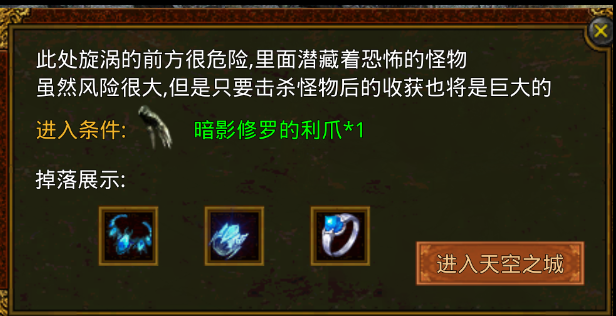 此处旋涡的前方很危险,里面潜藏着恐怖的怪物
虽然风险很大,但是只要击杀怪物后的收获也将是巨大的
进入条件: 暗影修罗的利爪*1
掉落展示:
进入天空之城